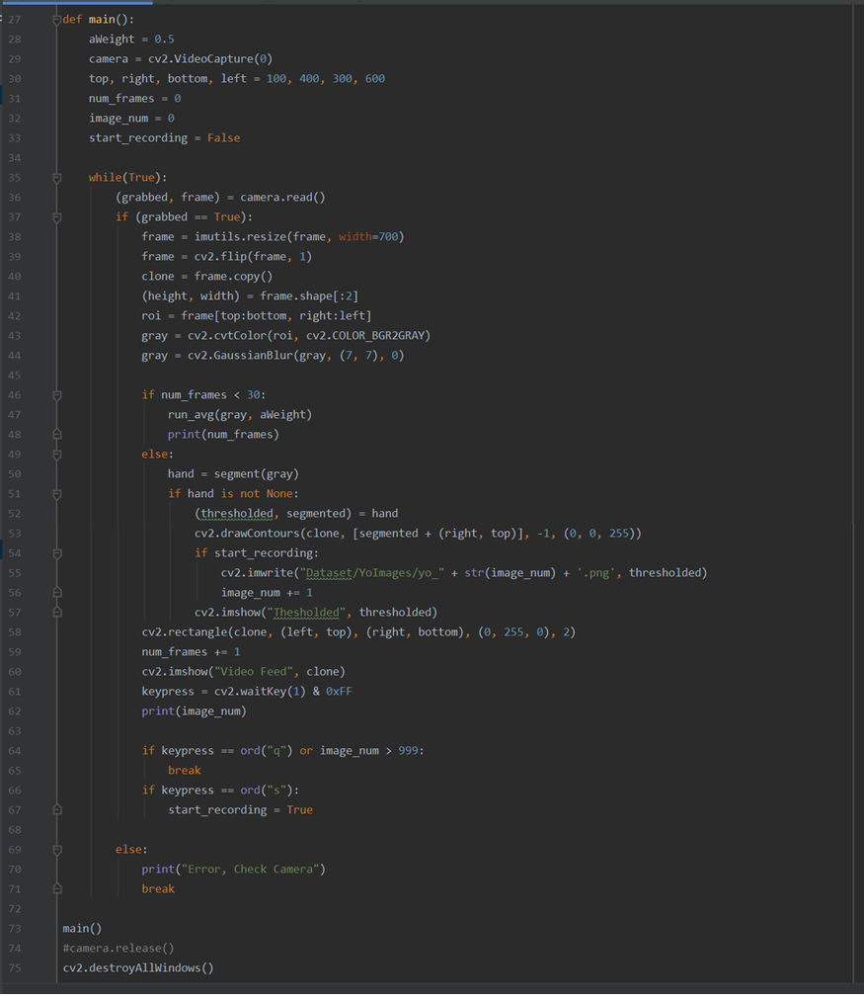 27 def main():
28     aWeight = 0.5
29     camera = cv2.VideoCapture(0)
30     top, right, bottom, left = 100, 400, 300, 600
31     num_frames = 0
32     image_num = 0
33     start_recording = False
34
35     while(True):
36         (grabbed, frame) = camera.read()
37         if (grabbed == True):
38             frame = imutils.resize(frame, width=700)
39             frame = cv2.flip(frame, 1)
40             clone = frame.copy()
41             (height, width) = frame.shape[:2]
42             roi = frame[top:bottom, right:left]
43             gray = cv2.cvtColor(roi, cv2.COLOR_BGR2GRAY)
44             gray = cv2.GaussianBlur(gray, (7, 7), 0)
45
46             if num_frames < 30:
47                 run_avg(gray, aWeight)
48                 print(num_frames)
49             else:
50                 hand = segment(gray)
51                 if hand is not None:
52                     (thresholded, segmented) = hand
53                     cv2.drawContours(clone, [segmented + (right, top)], -1, (0, 0, 255))
54                     if start_recording:
55                         cv2.imwrite("Dataset/YoImages/yo_" + str(image_num) + '.png', thresholded)
56                         image_num += 1
57                     cv2.imshow("Thesholded", thresholded)
58             cv2.rectangle(clone, (left, top), (right, bottom), (0, 255, 0), 2)
59             num_frames += 1
60             cv2.imshow("Video Feed", clone)
61             keypress = cv2.waitKey(1) & 0xFF
62             print(image_num)
63
64             if keypress == ord("q") or image_num > 999:
65                 break
66             if keypress == ord("s"):
67                 start_recording = True
68
69         else:
70             print("Error, Check Camera")
71             break
72
73 main()
74 #camera.release()
75 cv2.destroyAllWindows()